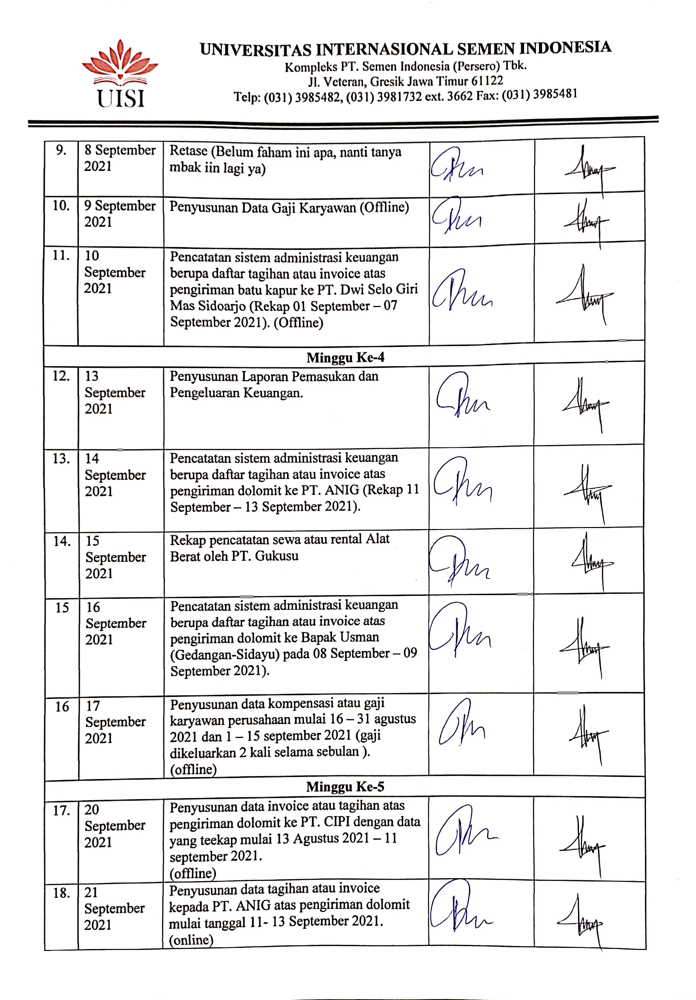 UISI
UNIVERSITAS INTERNASIONAL SEMEN INDONESIA
Kompleks PT. Semen Indonesia (Persero) Tbk.
Jl. Veteran, Gresik Jawa Timur 61122
Telp: (031) 3985482, (031) 3981732 ext. 3662 Fax: (031) 3985481
9.
8 September
2021
Retase (Belum faham ini apa, nanti tanya
mbak iin lagi ya)
10.
9 September
2021
Penyusunan Data Gaji Karyawan (Offline)
11.
10
September
2021
Pencatatan sistem administrasi keuangan
berupa daftar tagihan atau invoice atas
pengiriman batu kapur ke PT. Dwi Selo Giri
Mas Sidoarjo (Rekap 01 September – 07
September 2021). (Offline)
Minggu Ke-4
12.
13
September
2021
Penyusunan Laporan Pemasukan dan
Pengeluaran Keuangan.
13.
14
September
2021
Pencatatan sistem administrasi keuangan
berupa daftar tagihan atau invoice atas
pengiriman dolomit ke PT. ANIG (Rekap 11
September – 13 September 2021).
14.
15
September
2021
Rekap pencatatan sewa atau rental Alat
Berat oleh PT. Gukusu
15
16
September
2021
Pencatatan sistem administrasi keuangan
berupa daftar tagihan atau invoice atas
pengiriman dolomit ke Bapak Usman
(Gedangan-Sidayu) pada 08 September – 09
September 2021).
16
17
September
2021
Penyusunan data kompensasi atau gaji
karyawan perusahaan mulai 16 – 31 agustus
2021 dan 1 – 15 september 2021 (gaji
dikeluarkan 2 kali selama sebulan ).
(offline)
Minggu Ke-5
17.
20
September
2021
Penyusunan data invoice atau tagihan atas
pengiriman dolomit ke PT. CIPI dengan data
yang teekap mulai 13 Agustus 2021 – 11
september 2021.
(offline)
18.
21
September
2021
Penyusunan data tagihan atau invoice
kepada PT. ANIG atas pengiriman dolomit
mulai tanggal 11- 13 September 2021.
(online)